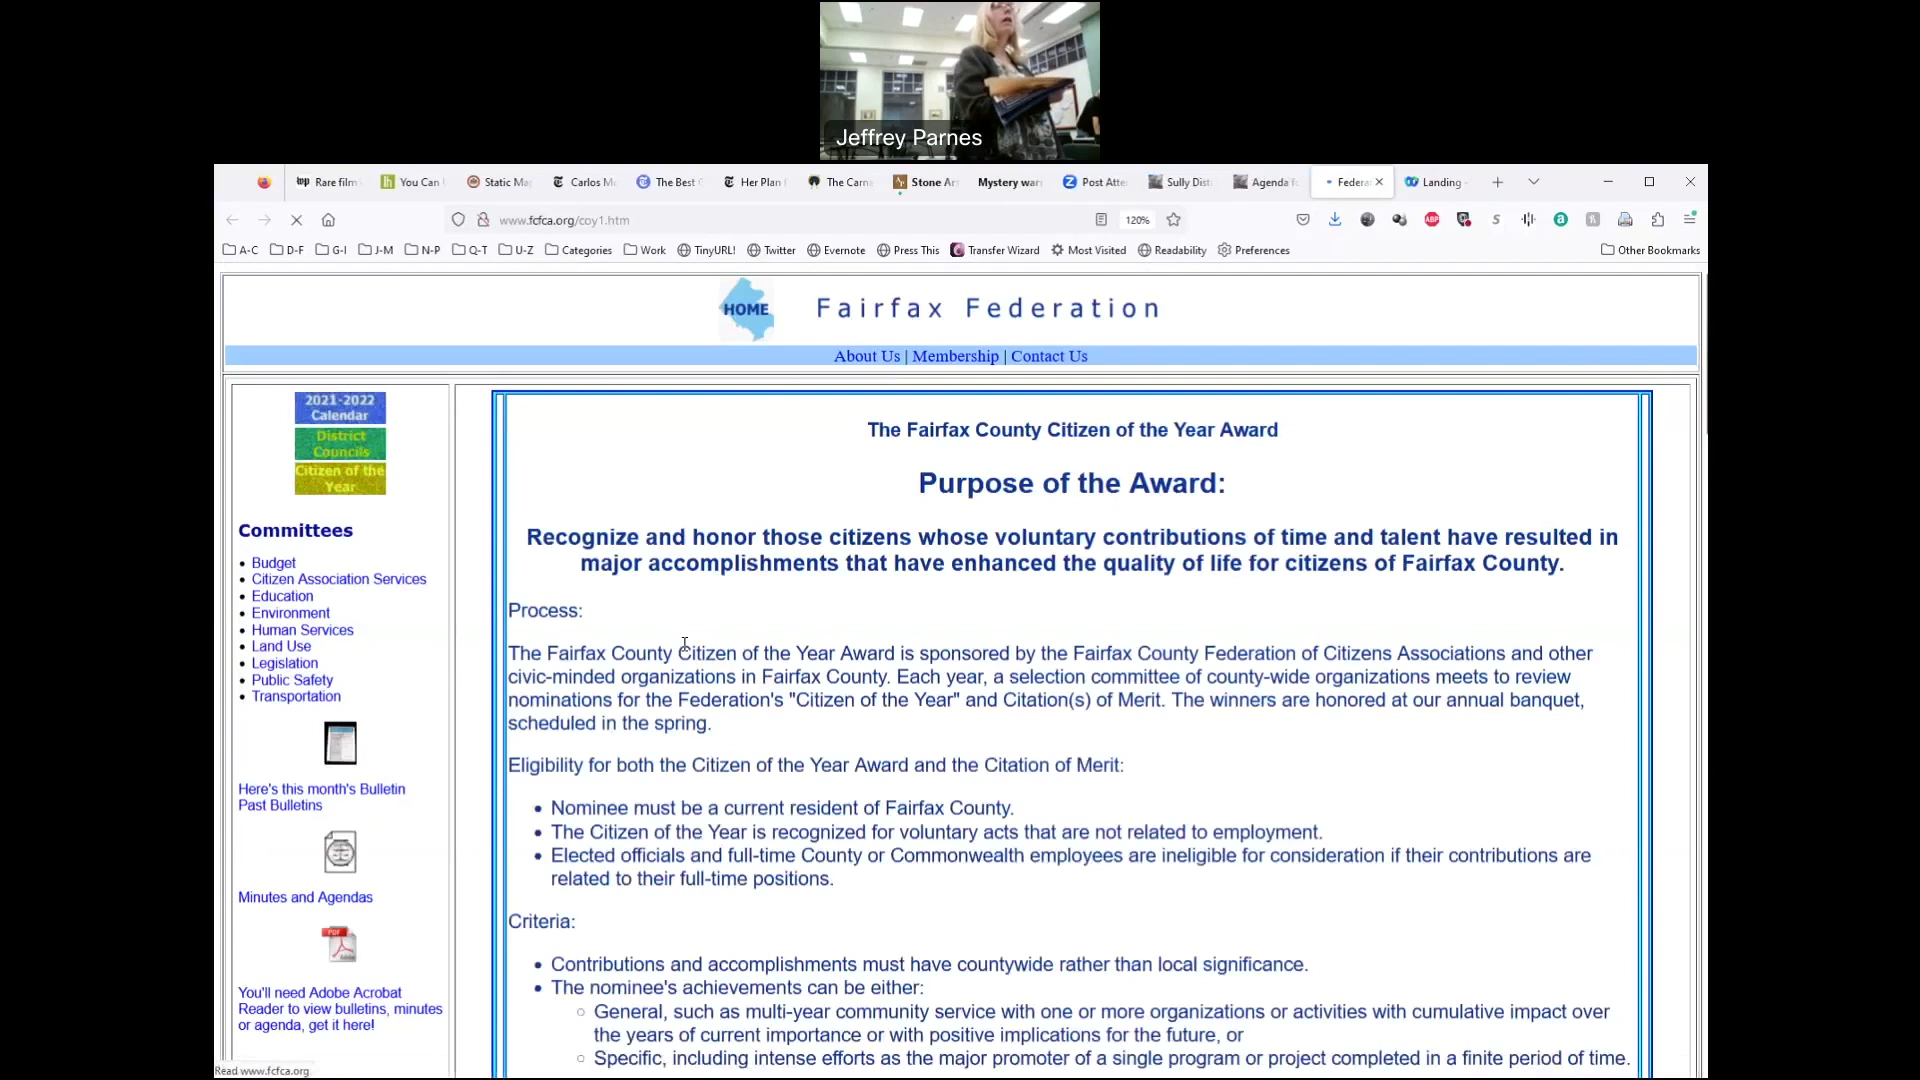 Jeffrey Parnes
Rare film
You Can
Static Ma
Carlos M
The Best
Her Plan
The Carna
Stone Ar
Mystery war
Post Atte
Sully Dist
Agenda fo
Federa
Landing
www.fcfca.org/coy1.htm
120%
A-C
D-F
G-I
J-M
N-P
Q-T
U-Z
Categories
Work
TinyURL!
Twitter
Evernote
Press This
Transfer Wizard
Most Visited
Readability
Preferences
Other Bookmarks
HOME
Fairfax Federation
About Us | Membership | Contact Us
2021-2022
Calendar
District
Councils
Citizen of the
Year
Committees
Budget
Citizen Association Services
Education
Environment
Human Services
Land Use
Legislation
Public Safety
Transportation
Here's this month's Bulletin
Past Bulletins
Minutes and Agendas
PDF
You'll need Adobe Acrobat
Reader to view bulletins, minutes
or agenda, get it here!
The Fairfax County Citizen of the Year Award
Purpose of the Award:
Recognize and honor those citizens whose voluntary contributions of time and talent have resulted in
major accomplishments that have enhanced the quality of life for citizens of Fairfax County.
Process:
The Fairfax County Citizen of the Year Award is sponsored by the Fairfax County Federation of Citizens Associations and other
civic-minded organizations in Fairfax County. Each year, a selection committee of county-wide organizations meets to review
nominations for the Federation's "Citizen of the Year" and Citation(s) of Merit. The winners are honored at our annual banquet,
scheduled in the spring.
Eligibility for both the Citizen of the Year Award and the Citation of Merit:
Nominee must be a current resident of Fairfax County.
The Citizen of the Year is recognized for voluntary acts that are not related to employment.
Elected officials and full-time County or Commonwealth employees are ineligible for consideration if their contributions are
related to their full-time positions.
Criteria:
Contributions and accomplishments must have countywide rather than local significance.
The nominee's achievements can be either:
General, such as multi-year community service with one or more organizations or activities with cumulative impact over
the years of current importance or with positive implications for the future, or
Specific, including intense efforts as the major promoter of a single program or project completed in a finite period of time.
Read www.fcfca.org